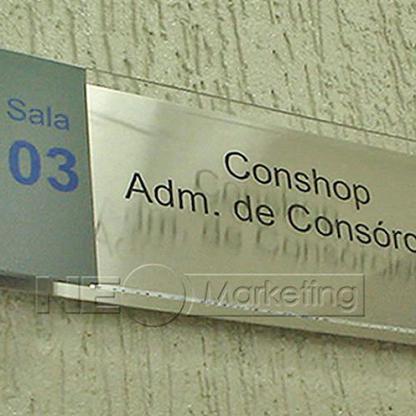 Sala
03
Conshop
Adm. de Consórc
NEO Marketing